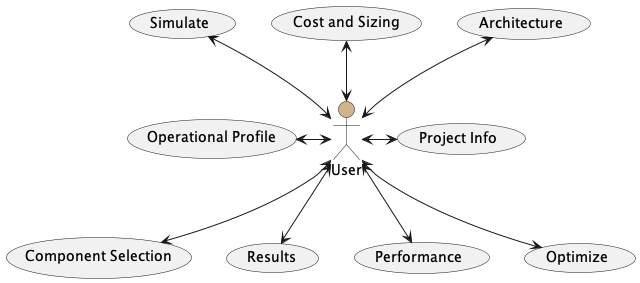 Simulate
Cost and Sizing
Architecture
Operational Profile
Project Info
User
Component Selection
Results
Performance
Optimize